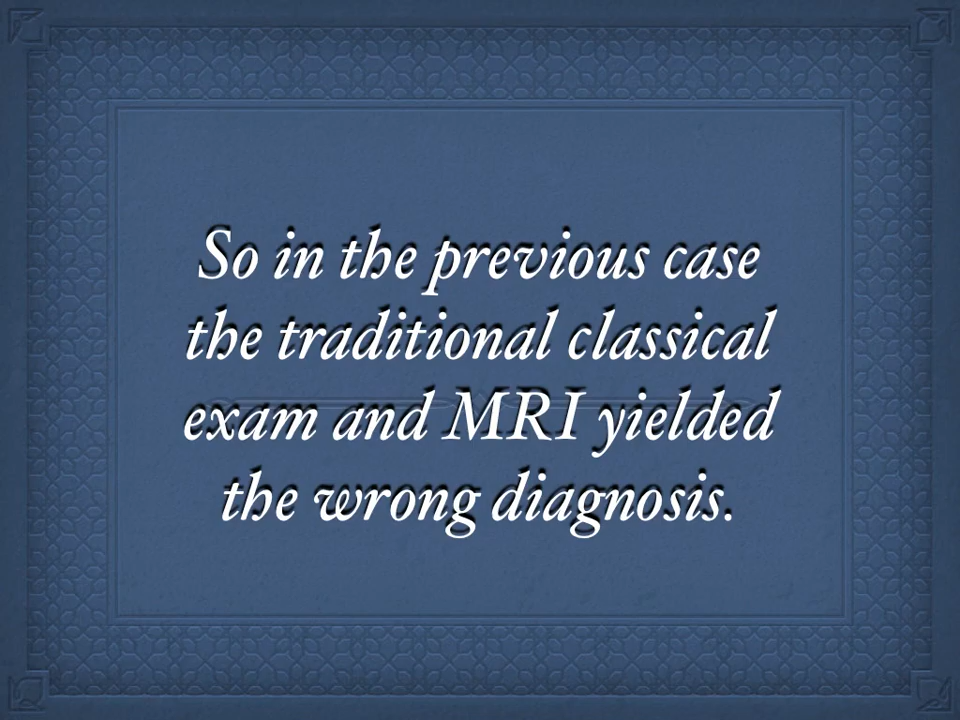 So in the previous case
the traditional classical
exam and MRI yielded
the wrong diagnosis.